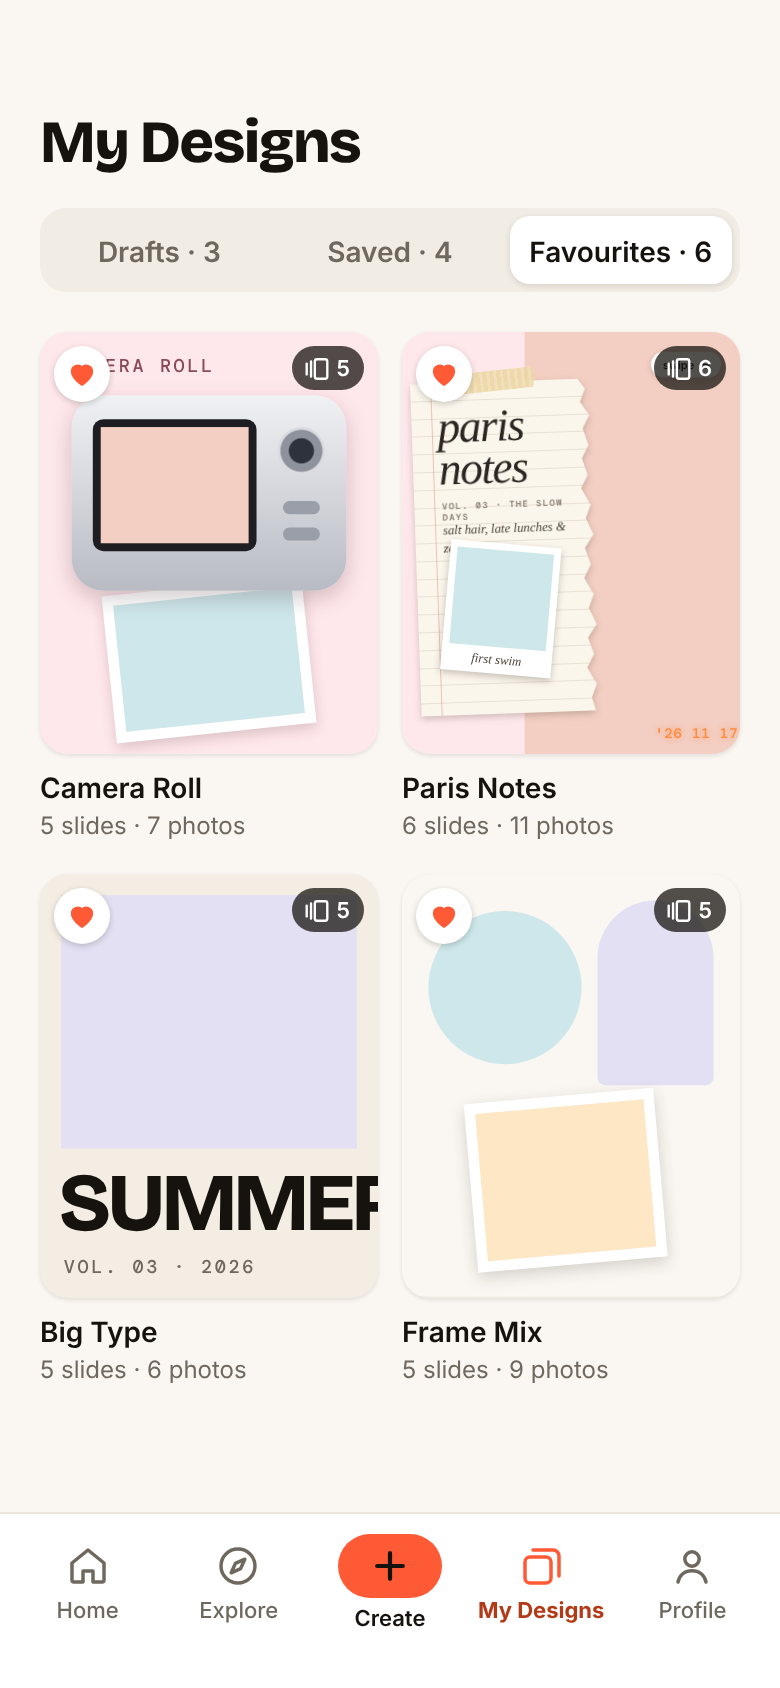 My Designs
Drafts · 3
Saved · 4
Favourites · 6
ERA ROLL
5
6
paris
notes
VOL. 03 · THE SLOW
DAYS
salt hair, late lunches &
first swim
'26 11 17
Camera Roll
5 slides · 7 photos
Paris Notes
6 slides · 11 photos
5
5
SUMMER
VOL. 03 · 2026
Big Type
5 slides · 6 photos
Frame Mix
5 slides · 9 photos
Home
Explore
Create
My Designs
Profile